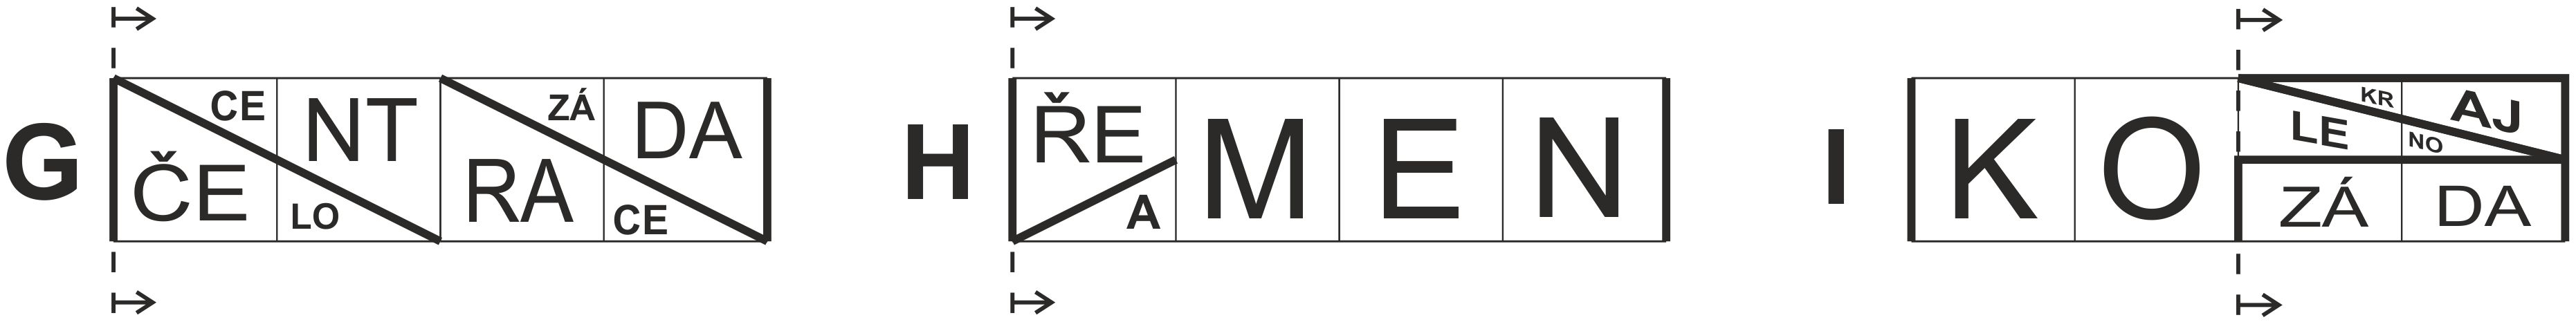 G CE NT ZÁ DA
ČE LO RA CE
H ŘE M E N
A
I K O KR AJ
LE NO
ZÁ DA